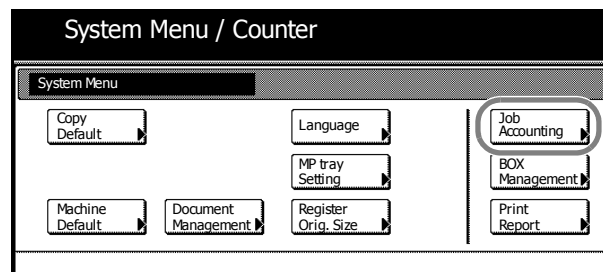 System Menu / Counter
System Menu
Copy
Default
Language
Job
Accounting
MP tray
Setting
BOX
Management
Machine
Default
Document
Management
Register
Orig. Size
Print
Report